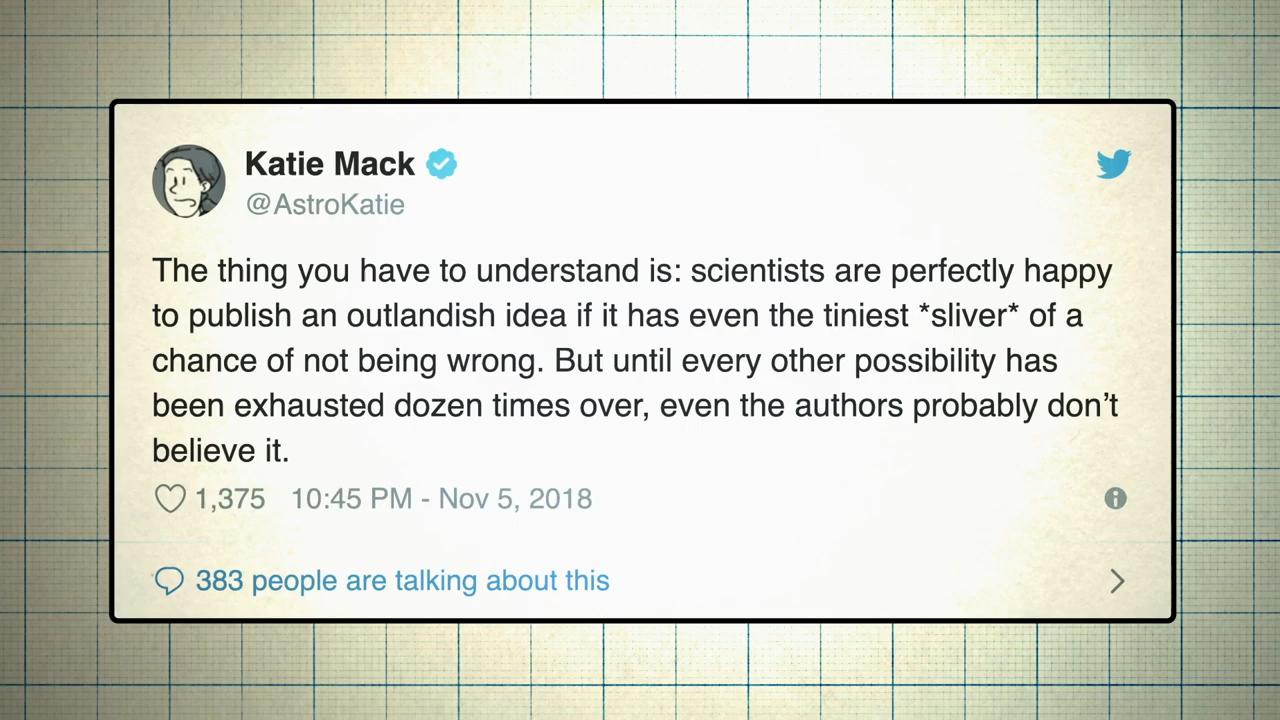 Katie Mack
@AstroKatie
The thing you have to understand is: scientists are perfectly happy
to publish an outlandish idea if it has even the tiniest *sliver* of a
chance of not being wrong. But until every other possibility has
been exhausted dozen times over, even the authors probably don’t
believe it.
1,375 10:45 PM - Nov 5, 2018
383 people are talking about this